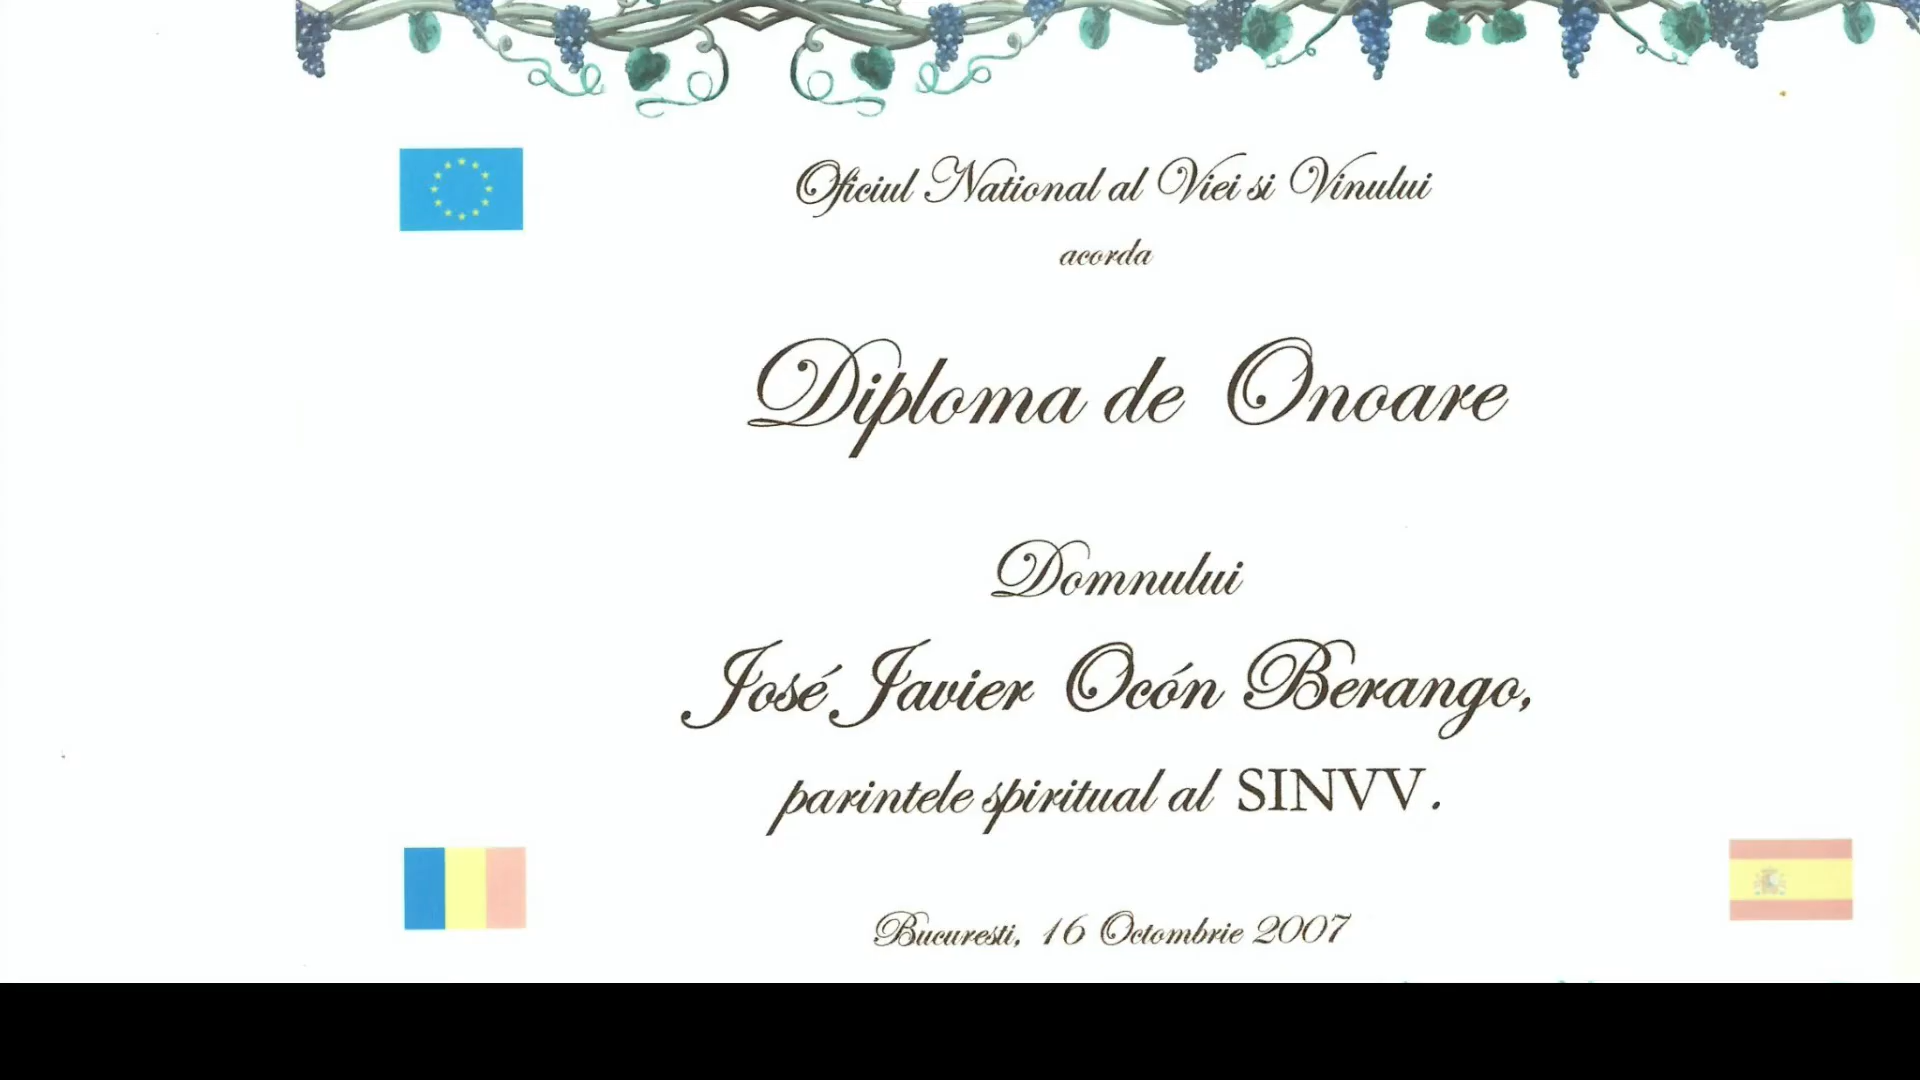 Oficiul National al Viei si Vinului
acorda
Diploma de Onoare
Domnului
José Javier Ocón Berango,
parintele spiritual al SINVV.
Bucuresti, 16 Octombrie 2007